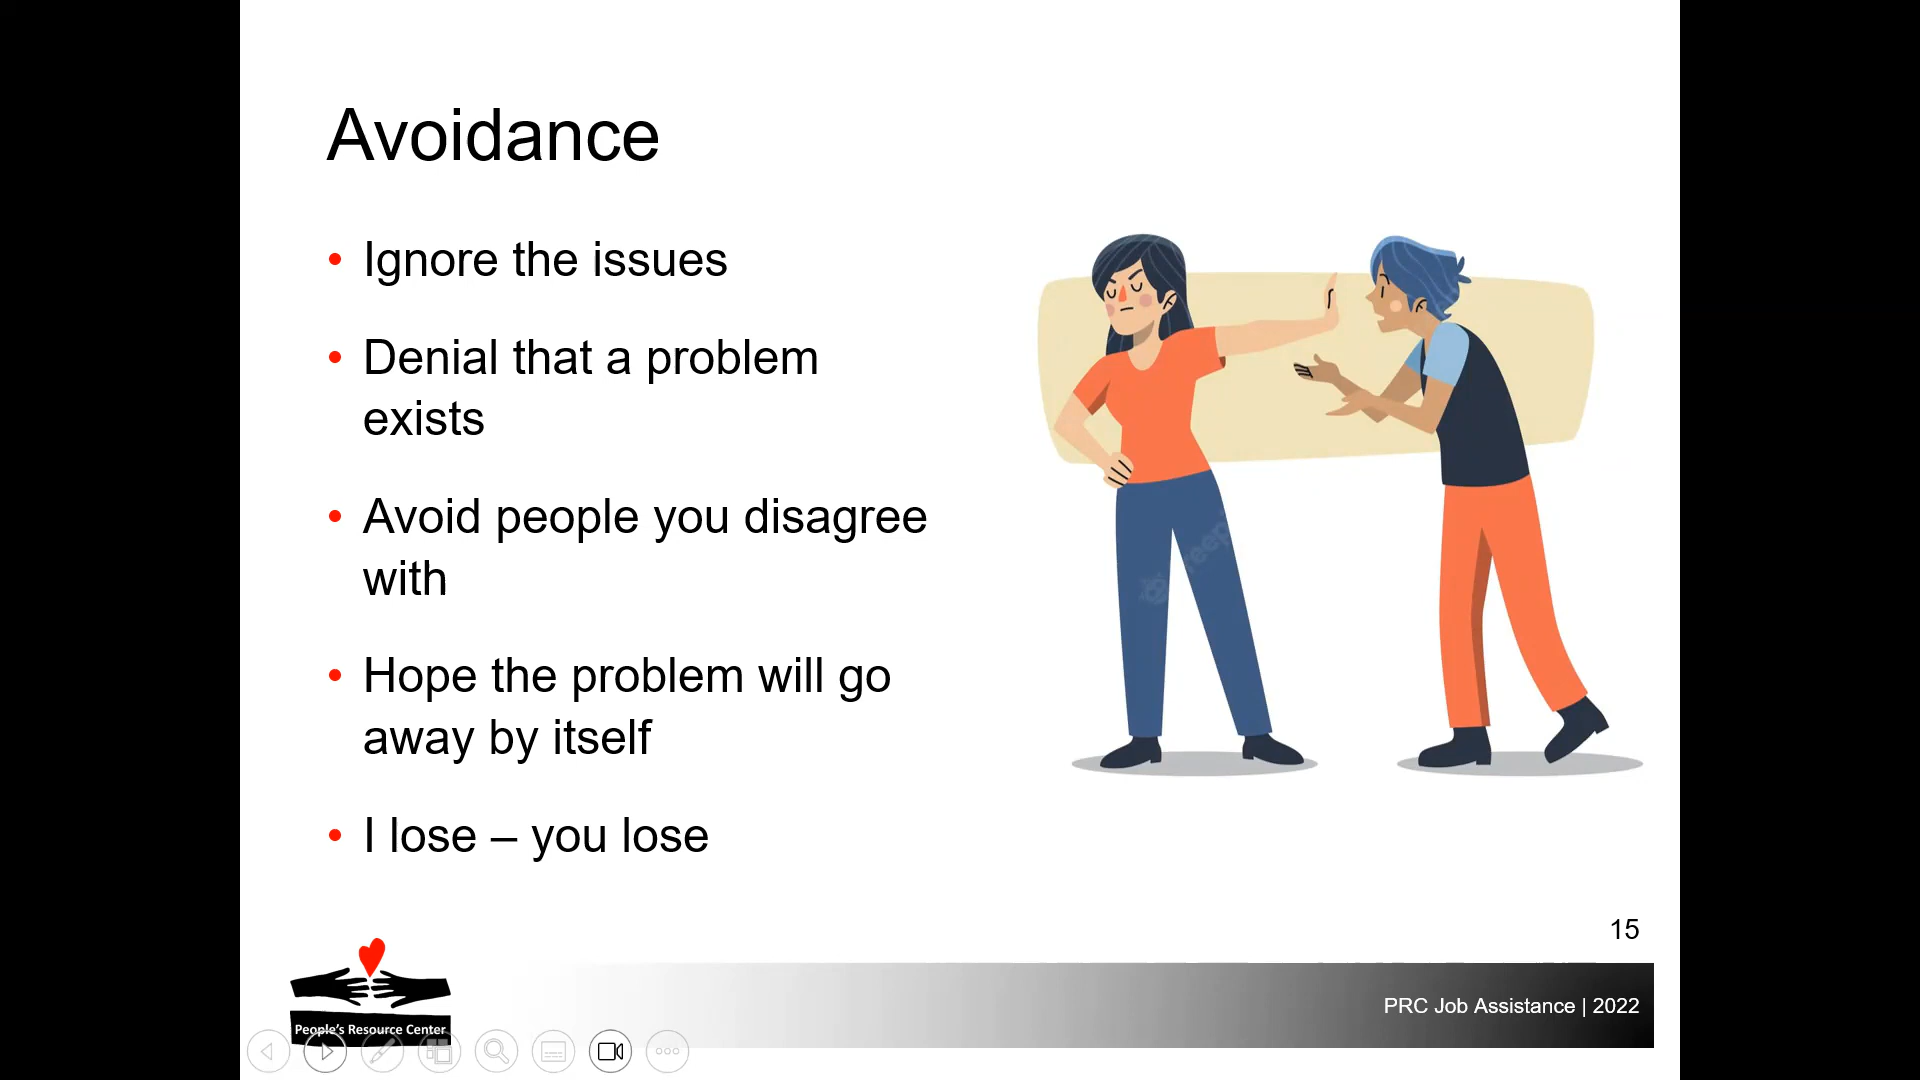 Avoidance
• Ignore the issues
• Denial that a problem
exists
• Avoid people you disagree
with
• Hope the problem will go
away by itself
• I lose – you lose
15
People's Resource Center
PRC Job Assistance | 2022